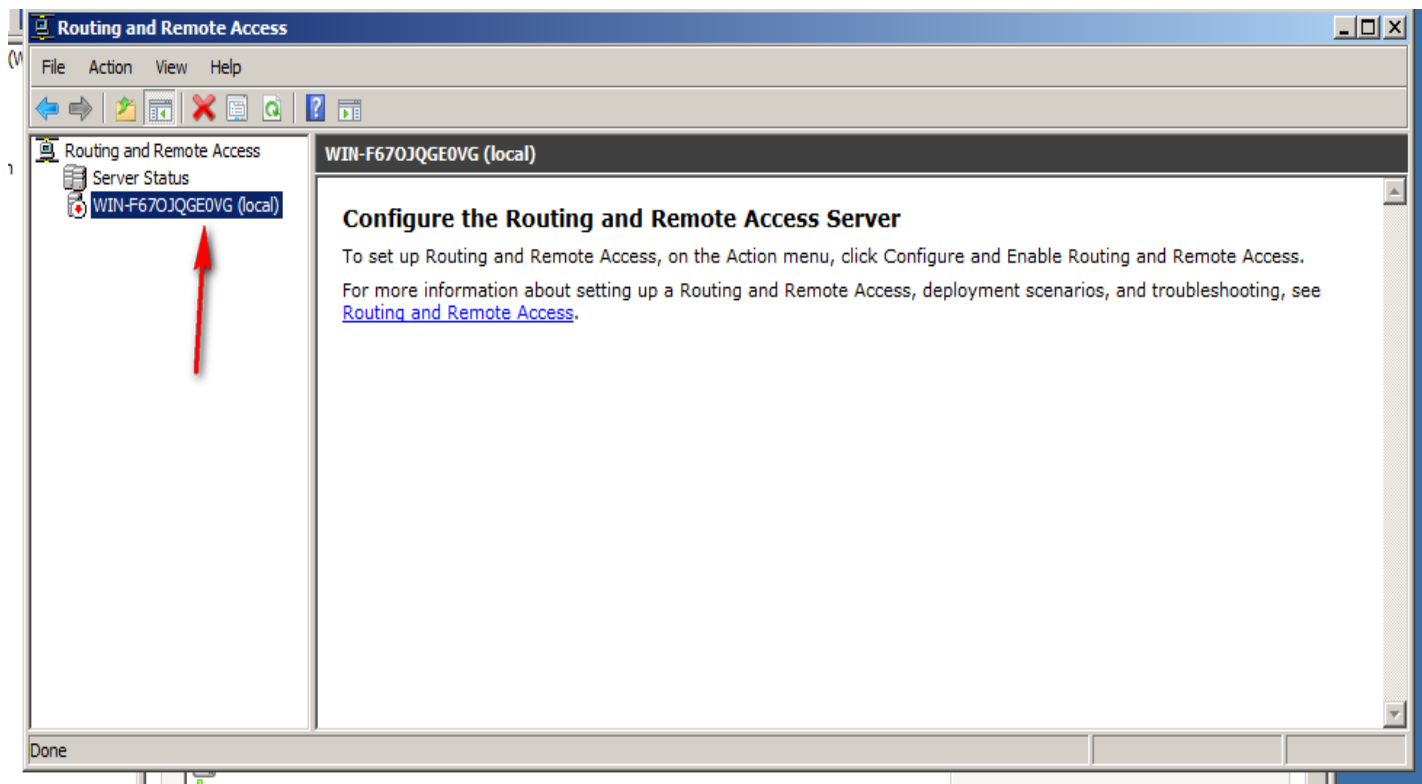 Routing and Remote Access
File Action View Help
Routing and Remote Access
Server Status
WIN-F67OJQGE0VG (local)
WIN-F67OJQGE0VG (local)
Configure the Routing and Remote Access Server
To set up Routing and Remote Access, on the Action menu, click Configure and Enable Routing and Remote Access.
For more information about setting up a Routing and Remote Access, deployment scenarios, and troubleshooting, see
Routing and Remote Access.
Done